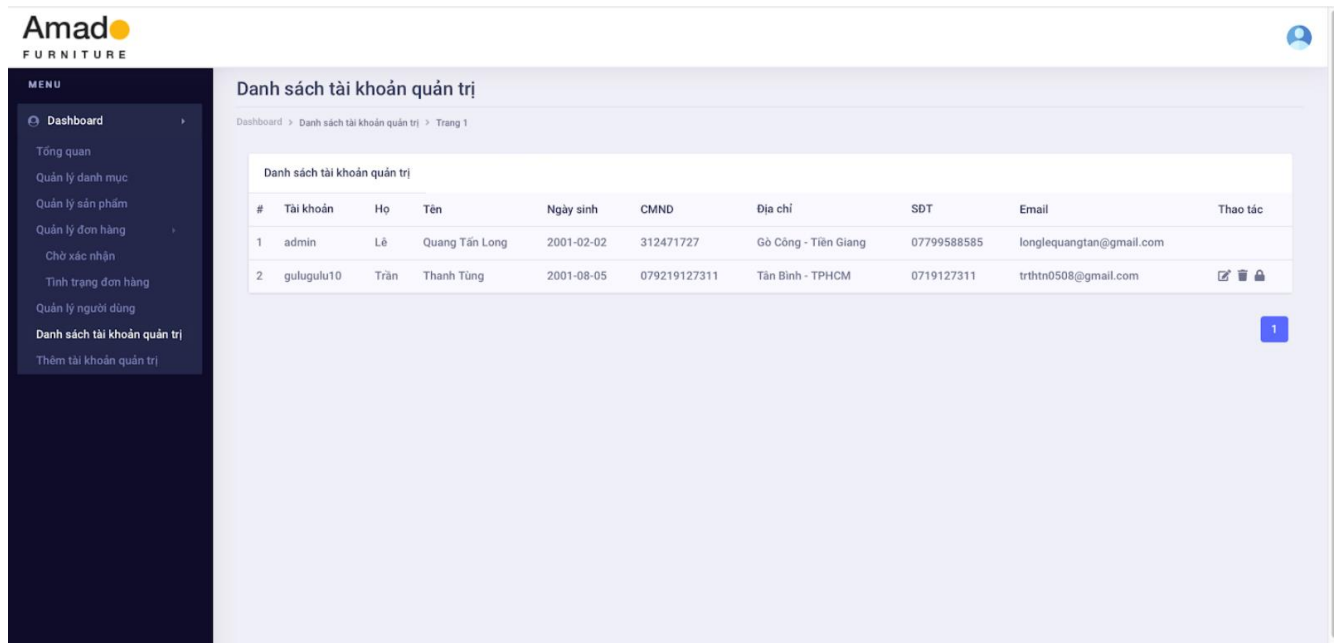 Amado
FURNITURE
MENU
Dashboard
Tổng quan
Quản lý danh mục
Quản lý sản phẩm
Quản lý đơn hàng
Chờ xác nhận
Tình trạng đơn hàng
Quản lý người dùng
Danh sách tài khoản quản trị
Thêm tài khoản quản trị
Danh sách tài khoản quản trị
Dashboard > Danh sách tài khoản quản trị > Trang 1
Danh sách tài khoản quản trị
# Tài khoản Họ Tên Ngày sinh CMND Địa chỉ SĐT Email Thao tác
1 admin Lê Quang Tấn Long 2001-02-02 312471727 Gò Công - Tiền Giang 07799588585 longlequangtan@gmail.com
2 gulugulu10 Trần Thanh Tùng 2001-08-05 079219127311 Tân Bình - TPHCM 0719127311 trthtn0508@gmail.com
1